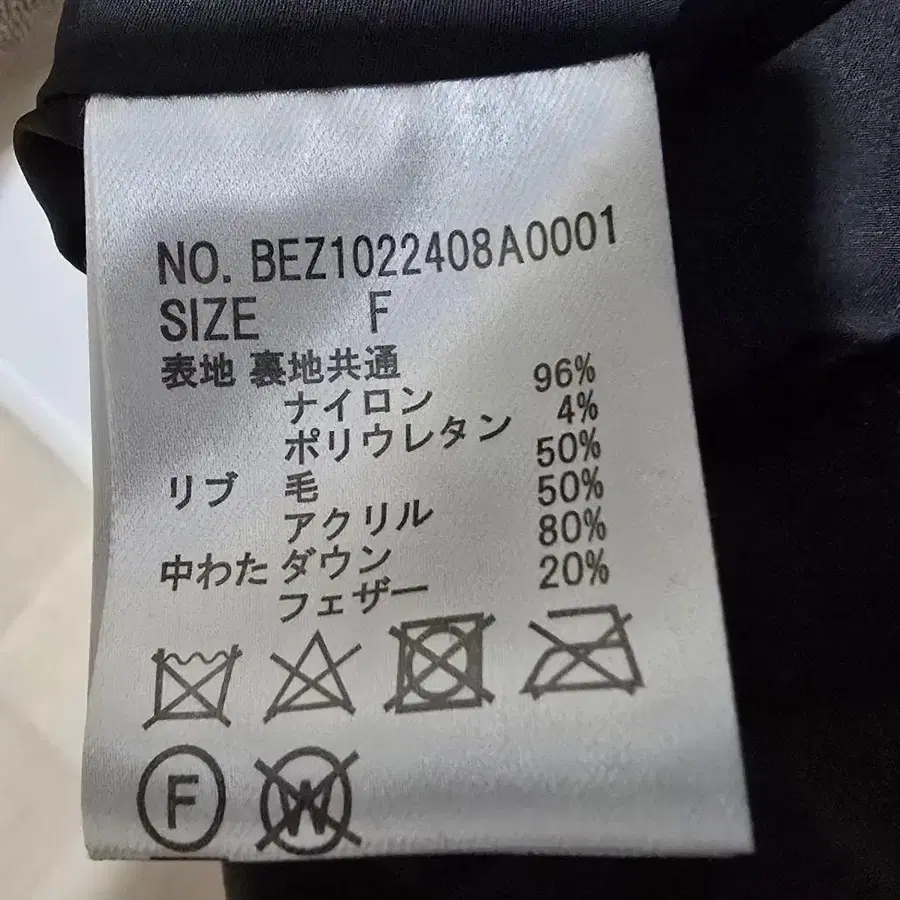 NO. BEZ1022408A0001
SIZE F
表地 裏地共通
ナイロン 96%
ポリウレタン 4%
リブ 毛 50%
アクリル 50%
中わた ダウン 80%
フェザー 20%
F
W